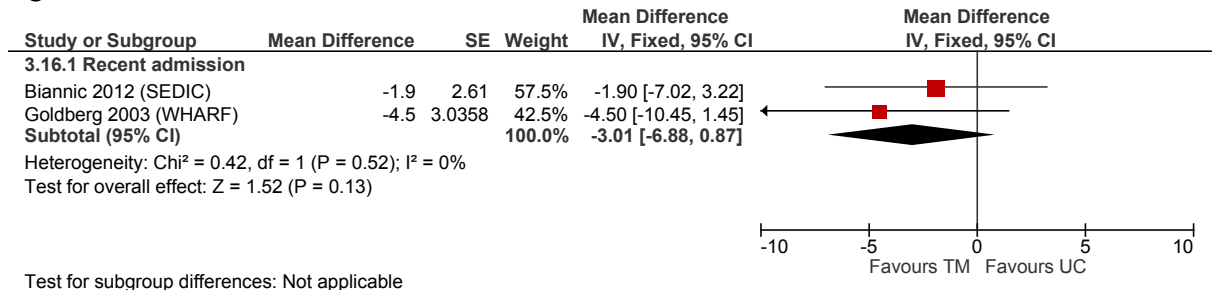 Mean Difference Mean Difference
Study or Subgroup Mean Difference SE Weight IV, Fixed, 95% CI IV, Fixed, 95% CI
3.16.1 Recent admission
Biannic 2012 (SEDIC) -1.9 2.61 57.5% -1.90 [-7.02, 3.22]
Goldberg 2003 (WHARF) -4.5 3.0358 42.5% -4.50 [-10.45, 1.45]
Subtotal (95% CI) 100.0% -3.01 [-6.88, 0.87]
Heterogeneity: Chi² = 0.42, df = 1 (P = 0.52); I² = 0%
Test for overall effect: Z = 1.52 (P = 0.13)
-10 -5 0 5 10
Favours TM Favours UC
Test for subgroup differences: Not applicable